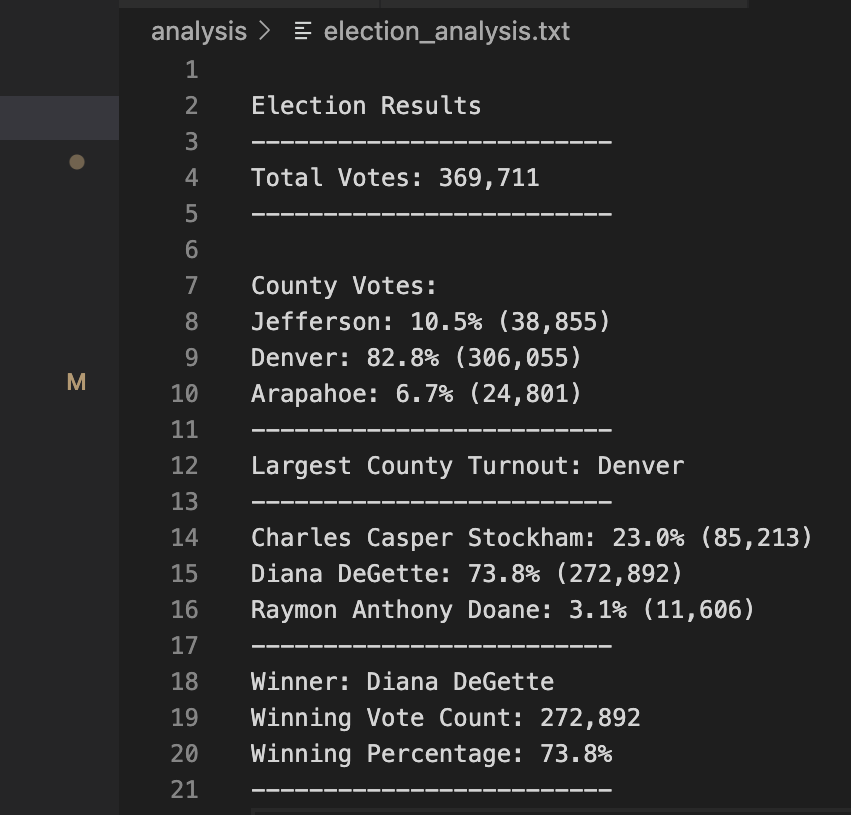 analysis > election_analysis.txt
1
2 Election Results
3 -------------------------
4 Total Votes: 369,711
5 -------------------------
6
7 County Votes:
8 Jefferson: 10.5% (38,855)
9 Denver: 82.8% (306,055)
10 Arapahoe: 6.7% (24,801)
11 -------------------------
12 Largest County Turnout: Denver
13 -------------------------
14 Charles Casper Stockham: 23.0% (85,213)
15 Diana DeGette: 73.8% (272,892)
16 Raymon Anthony Doane: 3.1% (11,606)
17 -------------------------
M
18 Winner: Diana DeGette
19 Winning Vote Count: 272,892
20 Winning Percentage: 73.8%
21 -------------------------